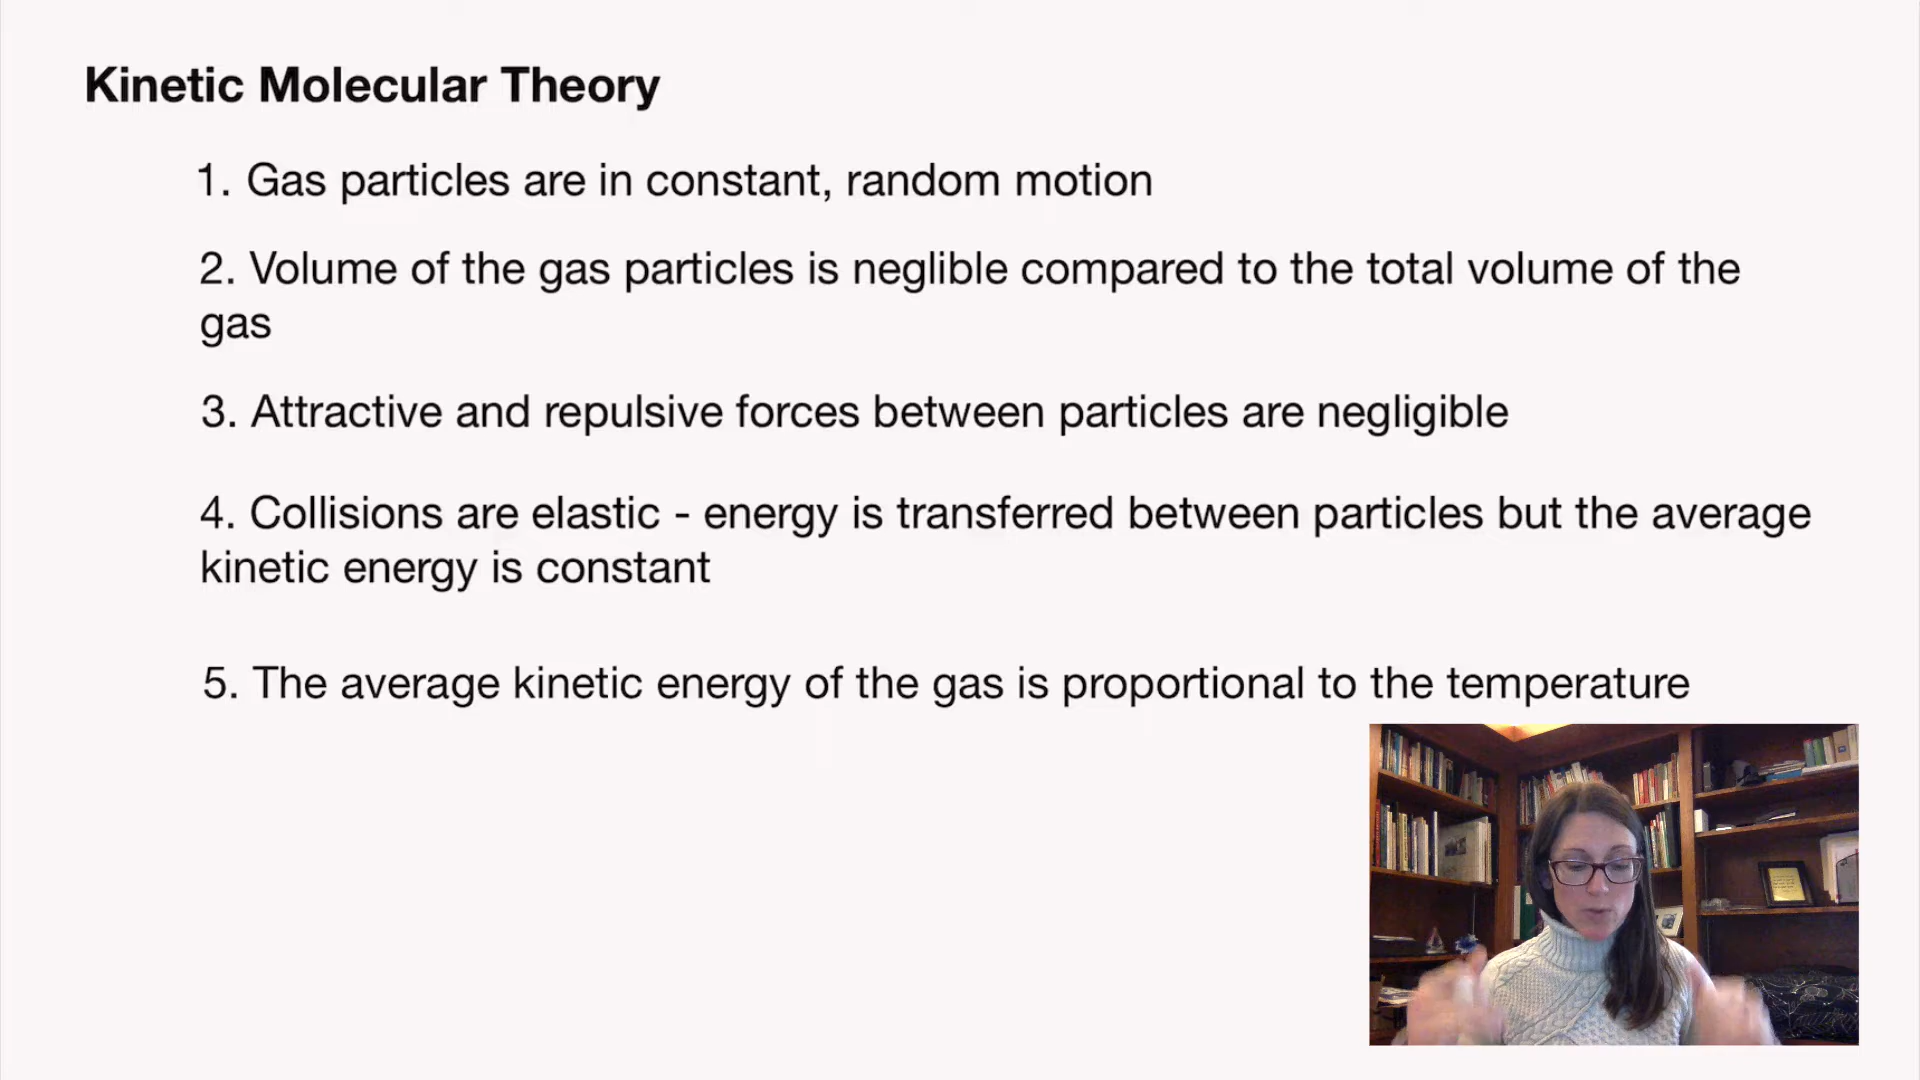 Kinetic Molecular Theory
1. Gas particles are in constant, random motion
2. Volume of the gas particles is neglible compared to the total volume of the
gas
3. Attractive and repulsive forces between particles are negligible
4. Collisions are elastic - energy is transferred between particles but the average
kinetic energy is constant
5. The average kinetic energy of the gas is proportional to the temperature